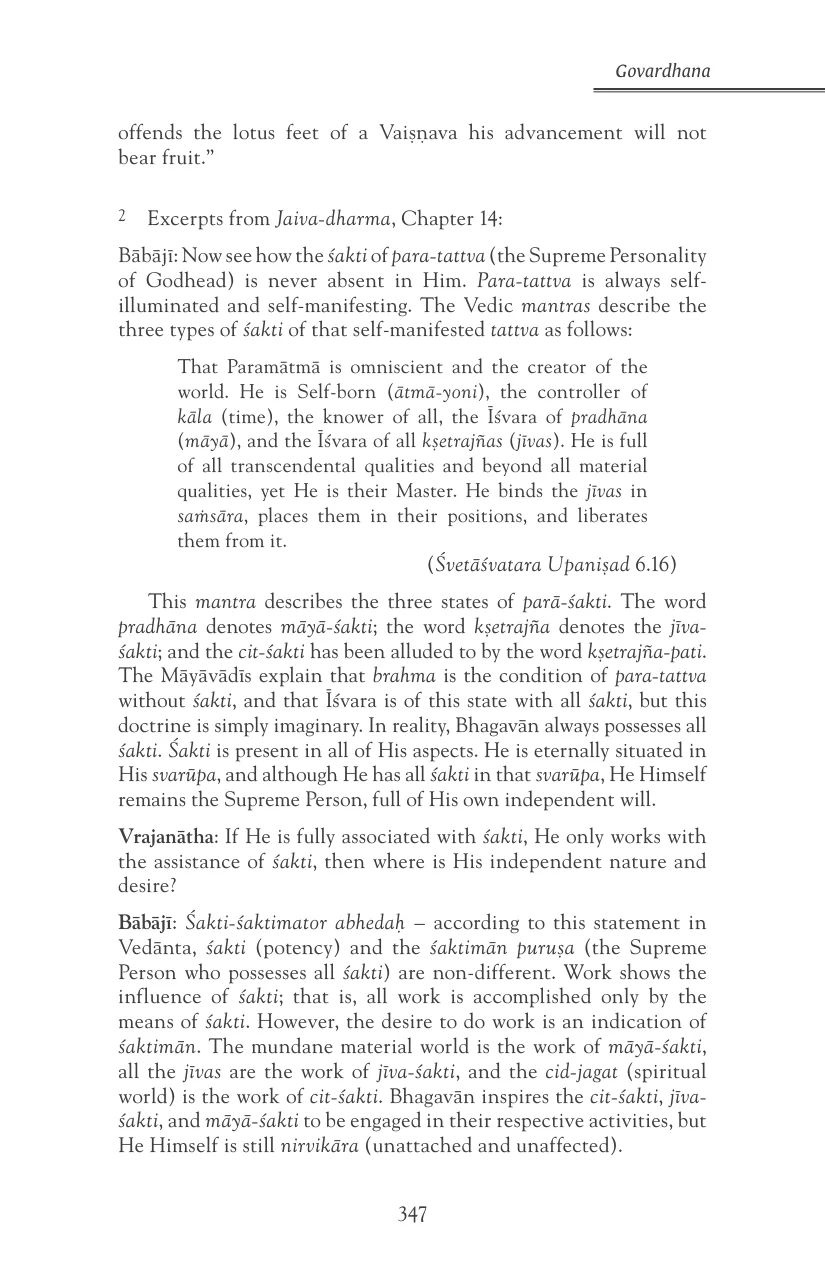 Govardhana
offends the lotus feet of a Vaiṣṇava his advancement will not
bear fruit.”
2 Excerpts from Jaiva-dharma, Chapter 14:
Bābājī: Now see how the śakti of para-tattva (the Supreme Personality
of Godhead) is never absent in Him. Para-tattva is always self-
illuminated and self-manifesting. The Vedic mantras describe the
three types of śakti of that self-manifested tattva as follows:
That Paramātmā is omniscient and the creator of the
world. He is Self-born (ātmā-yoni), the controller of
kāla (time), the knower of all, the Īśvara of pradhāna
(māyā), and the Īśvara of all kṣetrajñas (jīvas). He is full
of all transcendental qualities and beyond all material
qualities, yet He is their Master. He binds the jīvas in
saṁsāra, places them in their positions, and liberates
them from it.
(Śvetāśvatara Upaniṣad 6.16)
This mantra describes the three states of parā-śakti. The word
pradhāna denotes māyā-śakti; the word kṣetrajña denotes the jīva-
śakti; and the cit-śakti has been alluded to by the word kṣetrajña-pati.
The Māyāvādīs explain that brahma is the condition of para-tattva
without śakti, and that Īśvara is of this state with all śakti, but this
doctrine is simply imaginary. In reality, Bhagavān always possesses all
śakti. Śakti is present in all of His aspects. He is eternally situated in
His svarūpa, and although He has all śakti in that svarūpa, He Himself
remains the Supreme Person, full of His own independent will.
Vrajanātha: If He is fully associated with śakti, He only works with
the assistance of śakti, then where is His independent nature and
desire?
Bābājī: Śakti-śaktimator abhedaḥ – according to this statement in
Vedānta, śakti (potency) and the śaktimān puruṣa (the Supreme
Person who possesses all śakti) are non-different. Work shows the
influence of śakti; that is, all work is accomplished only by the
means of śakti. However, the desire to do work is an indication of
śaktimān. The mundane material world is the work of māyā-śakti,
all the jīvas are the work of jīva-śakti, and the cid-jagat (spiritual
world) is the work of cit-śakti. Bhagavān inspires the cit-śakti, jīva-
śakti, and māyā-śakti to be engaged in their respective activities, but
He Himself is still nirvikāra (unattached and unaffected).
347